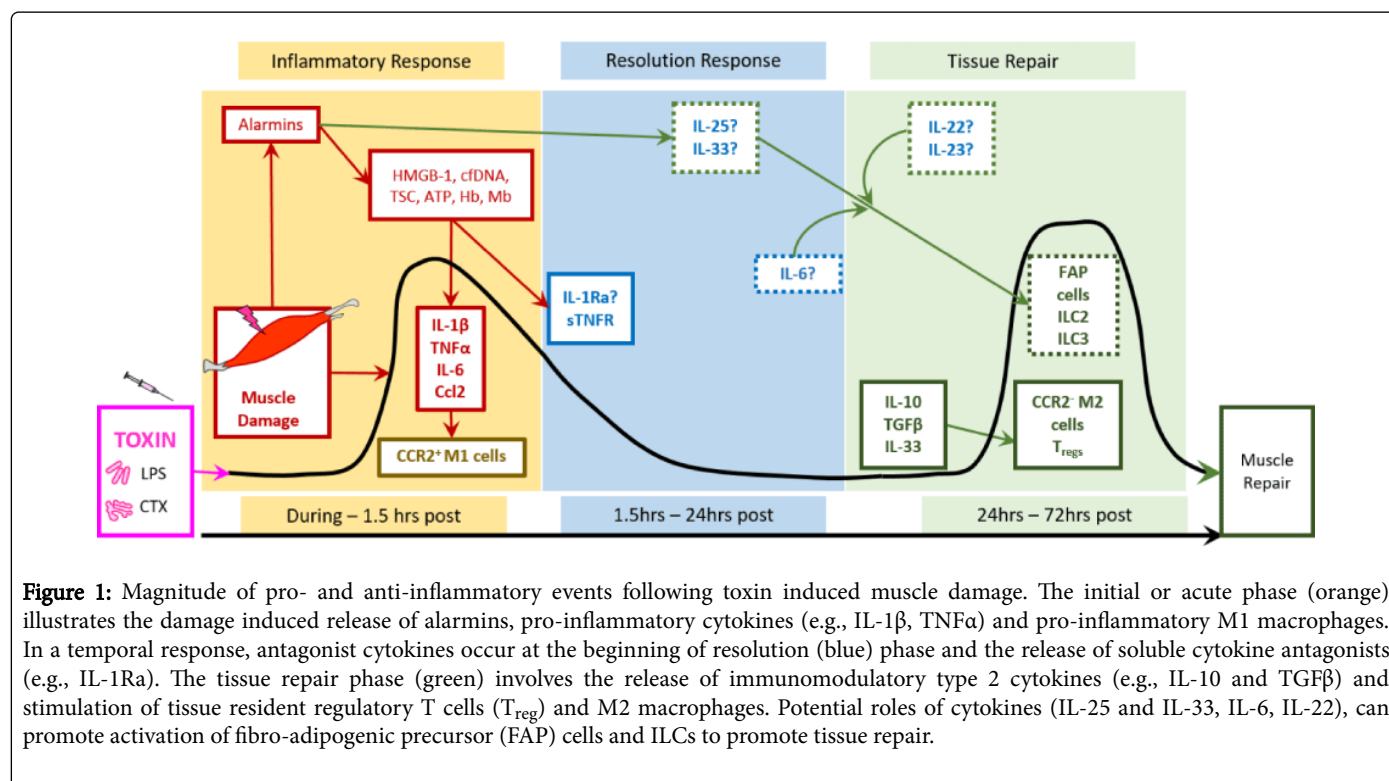 Inflammatory Response
Resolution Response
Tissue Repair
Alarmins
HMGB-1, cfDNA,
TSC, ATP, Hb, Mb
IL-25?
IL-33?
IL-22?
IL-23?
IL-6?
IL-1Ra?
sTNFR
IL-1β
TNFα
IL-6
Ccl2
CCR2⁺ M1 cells
Muscle
Damage
TOXIN
LPS
CTX
FAP
cells
ILC2
ILC3
IL-10
TGFβ
IL-33
CCR2⁻ M2
cells
Tregs
Muscle
Repair
During – 1.5 hrs post
1.5hrs – 24hrs post
24hrs – 72hrs post
Figure 1: Magnitude of pro- and anti-inflammatory events following toxin induced muscle damage. The initial or acute phase (orange)
illustrates the damage induced release of alarmins, pro-inflammatory cytokines (e.g., IL-1β, TNFα) and pro-inflammatory M1 macrophages.
In a temporal response, antagonist cytokines occur at the beginning of resolution (blue) phase and the release of soluble cytokine antagonists
(e.g., IL-1Ra). The tissue repair phase (green) involves the release of immunomodulatory type 2 cytokines (e.g., IL-10 and TGFβ) and
stimulation of tissue resident regulatory T cells (Treg) and M2 macrophages. Potential roles of cytokines (IL-25 and IL-33, IL-6, IL-22), can
promote activation of fibro-adipogenic precursor (FAP) cells and ILCs to promote tissue repair.